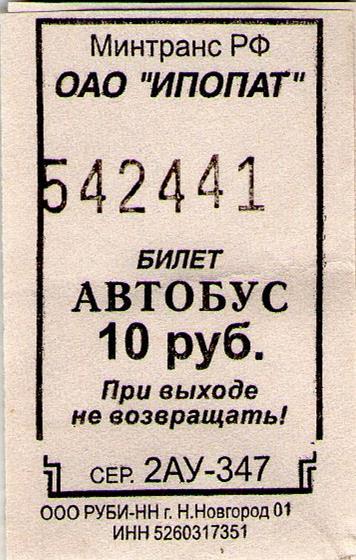 Минтранс РФ
ОАО "ИПОПАТ"
542441
БИЛЕТ
АВТОБУС
10 руб.
При выходе
не возвращать!
СЕР. 2АУ-347
ООО РУБИ-НН г. Н.Новгород 01
ИНН 5260317351